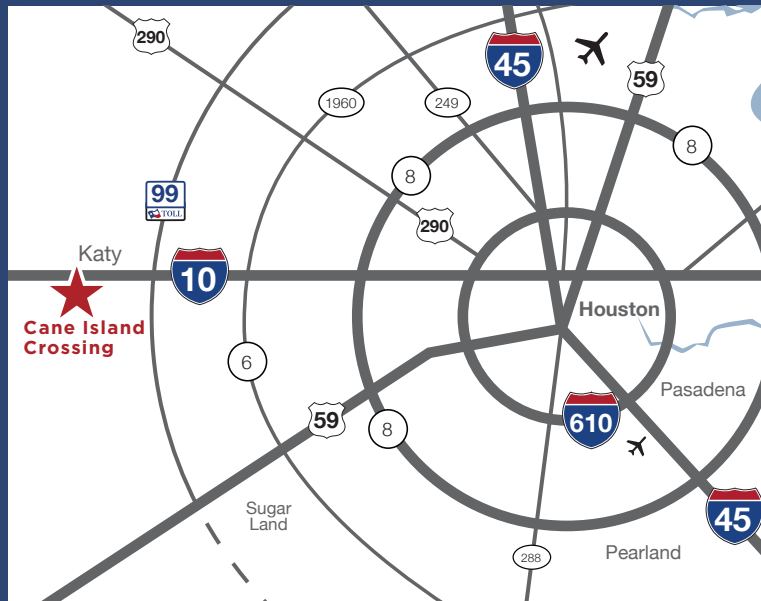 290
45
59
1960
249
8
8
99
TOLL
290
Katy
10
Houston
Cane Island
Crossing
6
Pasadena
59
8
610
Sugar
Land
45
Pearland
288